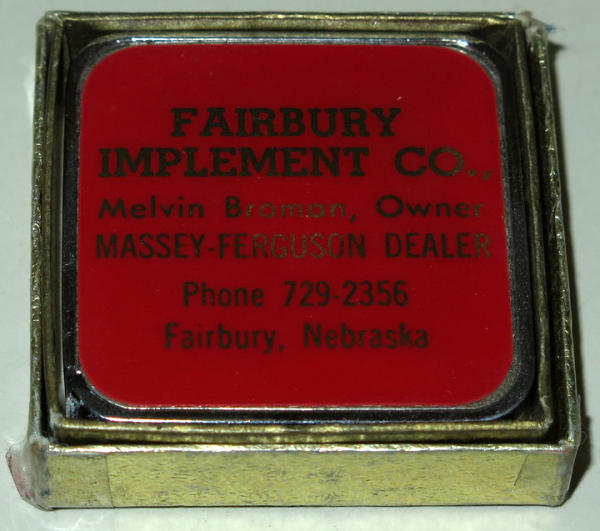 FAIRBURY
IMPLEMENT CO.,
Melvin Broman, Owner
MASSEY-FERGUSON DEALER
Phone 729-2356
Fairbury, Nebraska